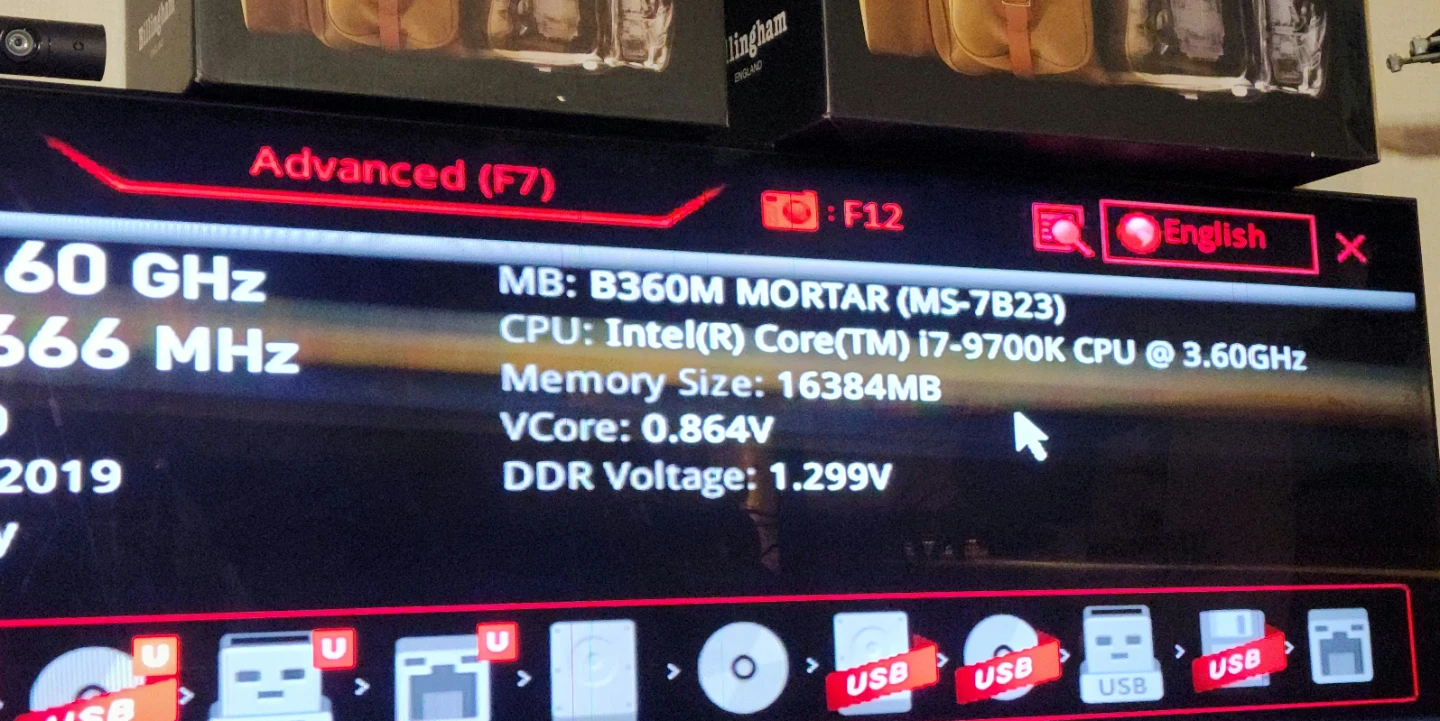 Billingham
llingham
ENGLAND
Advanced (F7)
: F12
English
60 GHz
666 MHz
2019
y
MB: B360M MORTAR (MS-7B23)
CPU: Intel(R) Core(TM) i7-9700K CPU @ 3.60GHz
Memory Size: 16384MB
VCore: 0.864V
DDR Voltage: 1.299V
U
USB
U
U
USB
USB
USB
USB